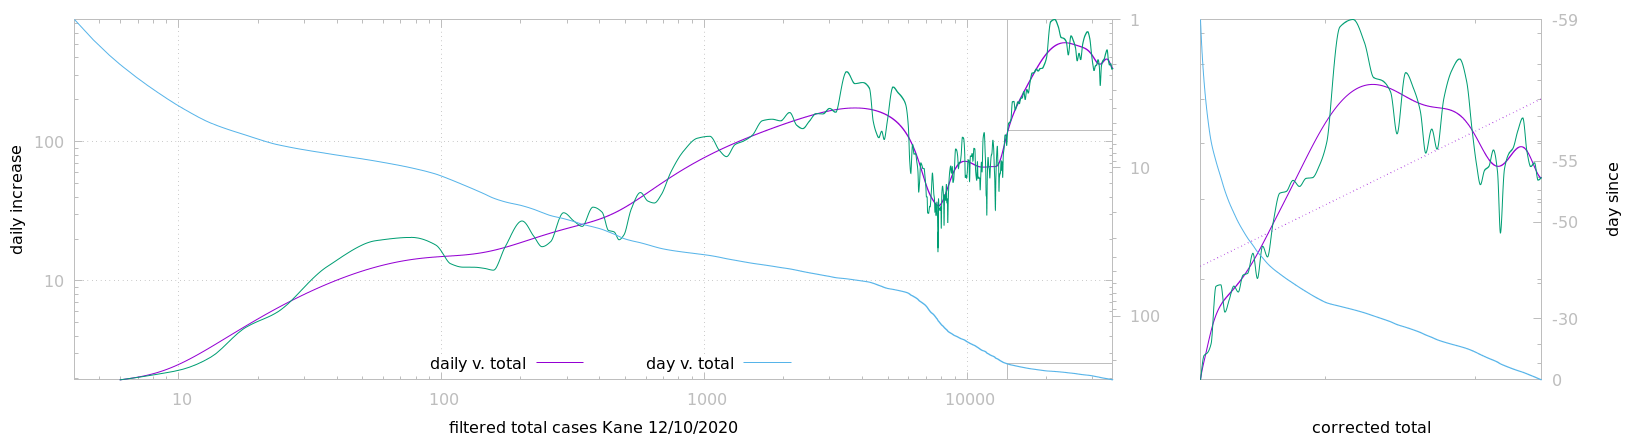 1
-59
100
10
-55
daily increase
-50
day since
10
100
-30
daily v. total
day v. total
0
10
100
1000
10000
filtered total cases Kane 12/10/2020
corrected total